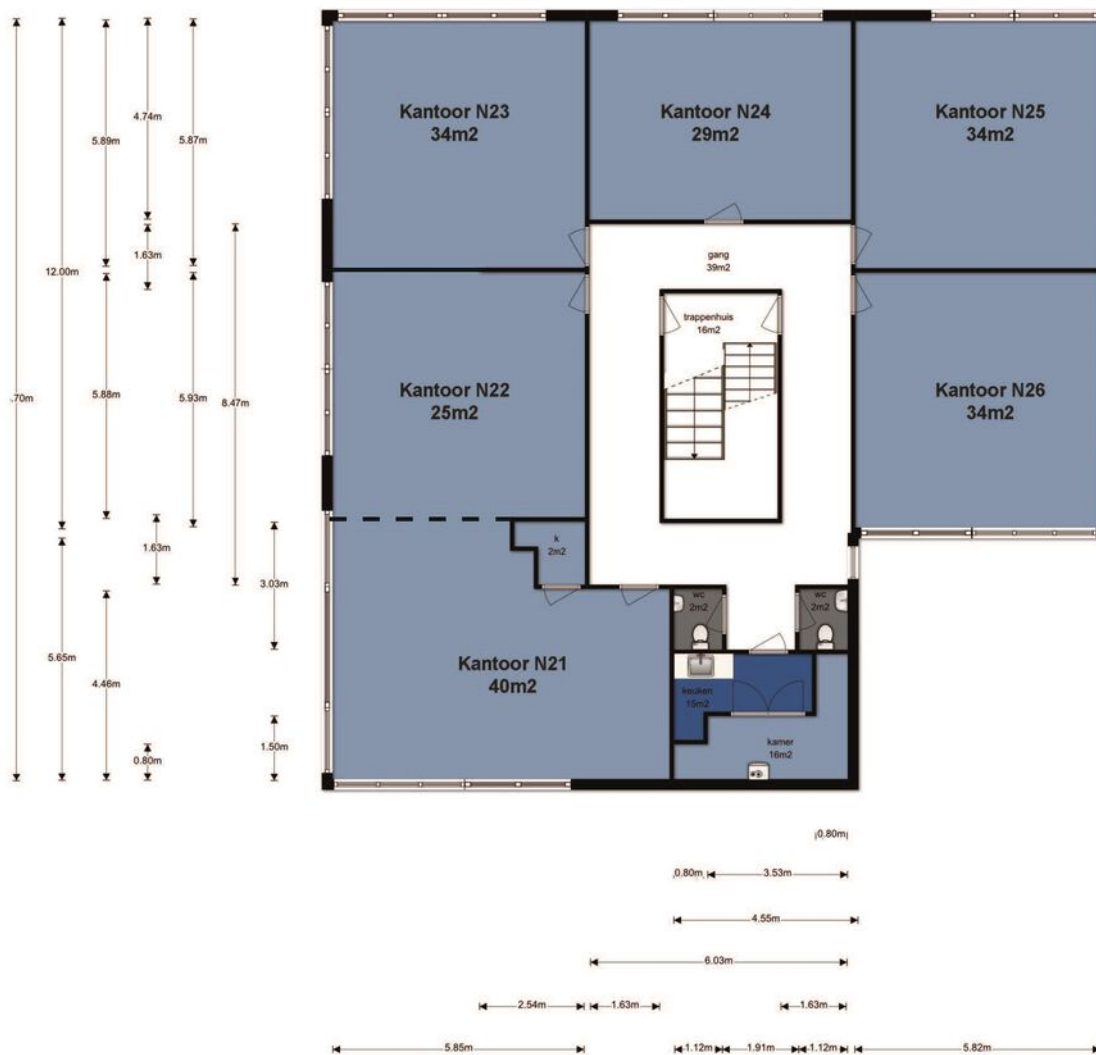 Kantoor N23
34m2
Kantoor N24
29m2
Kantoor N25
34m2
4.74m
5.89m
5.87m
1.63m
12.00m
gang
39m2
trappenhuis
16m2
Kantoor N22
25m2
Kantoor N26
34m2
.70m
5.88m
5.93m
8.47m
k
2m2
1.63m
3.03m
wc
2m2
wc
2m2
5.65m
4.46m
Kantoor N21
40m2
keuken
15m2
kamer
16m2
1.50m
0.80m
0.80m
0.80m
3.53m
4.55m
6.03m
2.54m
1.63m
1.63m
5.85m
1.12m
1.91m
1.12m
5.82m